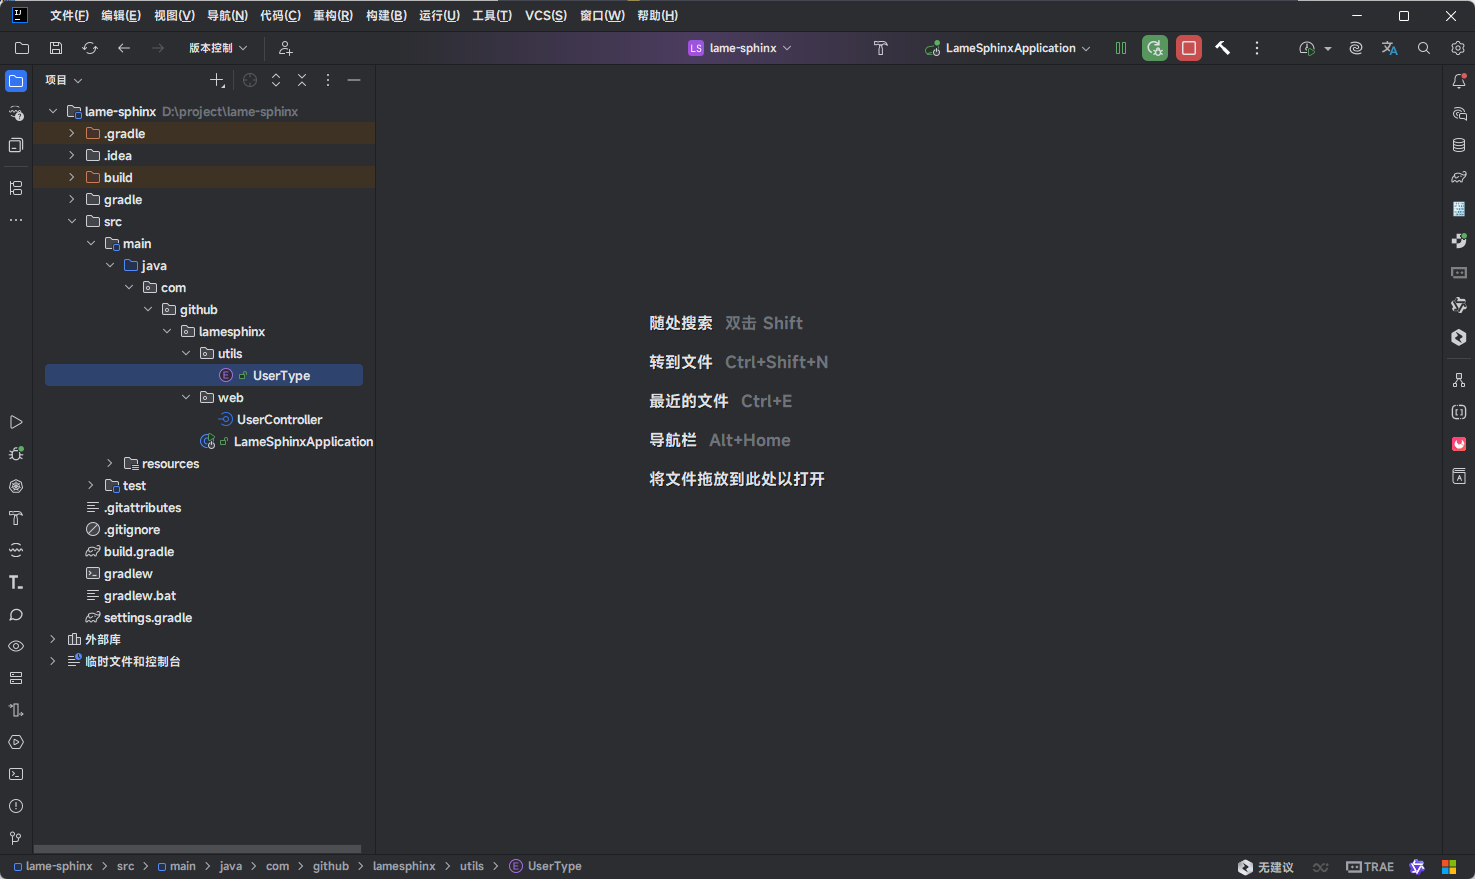 文件(F) 编辑(E) 视图(V) 导航(N) 代码(C) 重构(R) 构建(B) 运行(U) 工具(T) VCS(S) 窗口(W) 帮助(H)
版本控制 LS lame-sphinx LameSphinxApplication
项目
lame-sphinx D:\project\lame-sphinx
.gradle
.idea
build
gradle
src
main
java
com
github
lamesphinx
utils
UserType
web
UserController
LameSphinxApplication
resources
test
.gitattributes
.gitignore
build.gradle
gradlew
gradlew.bat
settings.gradle
外部库
临时文件和控制台
随处搜索 双击 Shift
转到文件 Ctrl+Shift+N
最近的文件 Ctrl+E
导航栏 Alt+Home
将文件拖放到此处以打开
lame-sphinx > src > main > java > com > github > lamesphinx > utils > UserType
无建议 TRAE